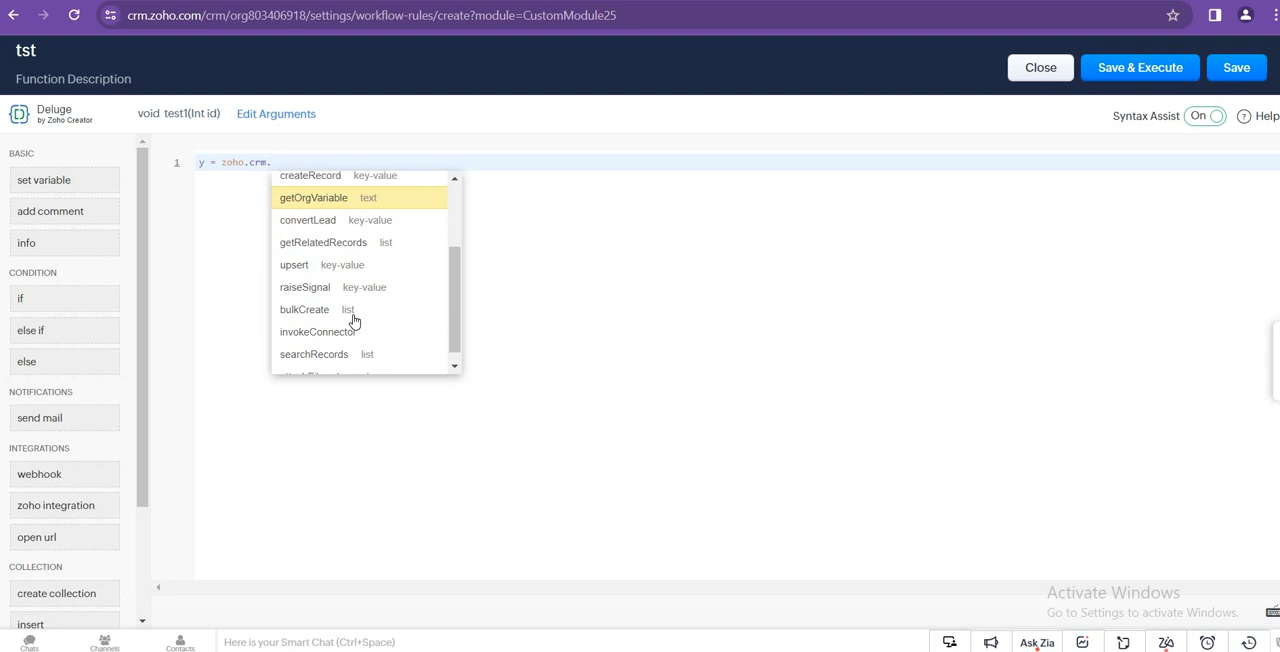 crm.zoho.com/crm/org803406918/settings/workflow-rules/create?module=CustomModule25
tst
Function Description
Close
Save & Execute
Save
Deluge
by Zoho Creator
void test1(Int id)
Edit Arguments
Syntax Assist On
? Help
BASIC
set variable
add comment
info
CONDITION
if
else if
else
NOTIFICATIONS
send mail
INTEGRATIONS
webhook
zoho integration
open url
COLLECTION
create collection
insert
1 y = zoho.crm.
createRecord key-value
getOrgVariable text
convertLead key-value
getRelatedRecords list
upsert key-value
raiseSignal key-value
bulkCreate list
invokeConnector
searchRecords list
Activate Windows
Go to Settings to activate Windows.
Chats
Channels
Contacts
Here is your Smart Chat (Ctrl+Space)
Ask Zia